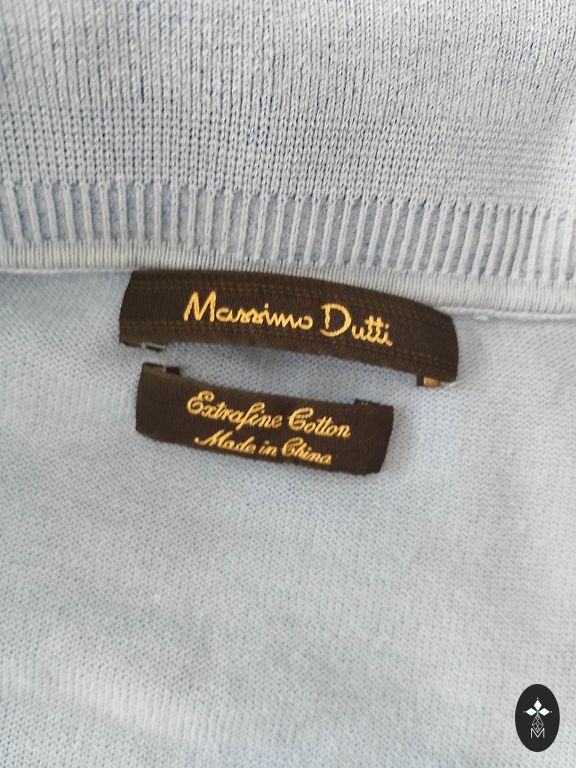 Massimo Dutti
Extrafine Cotton
Made in China